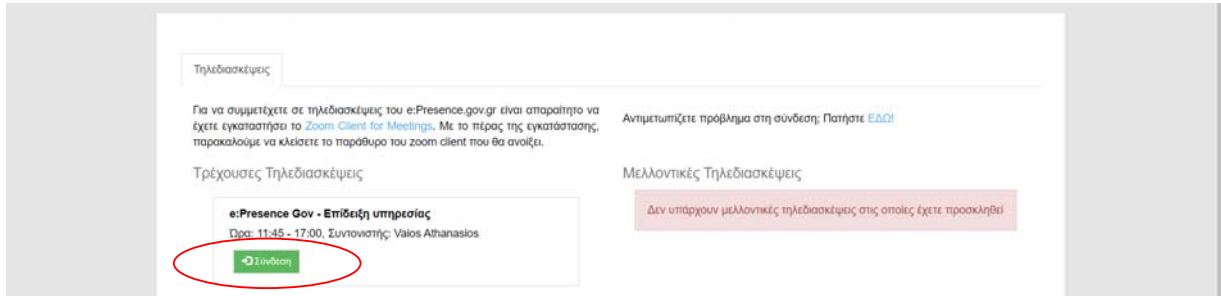 Τηλεδιασκέψεις
Για να συμμετέχετε σε τηλεδιασκέψεις του e:Presence.gov.gr είναι απαραίτητο να
έχετε εγκαταστήσει το Zoom Client for Meetings. Με το πέρας της εγκατάστασης,
παρακαλούμε να κλείσετε το παράθυρο του zoom client που θα ανοίξει.
Αντιμετωπίζετε πρόβλημα στη σύνδεση; Πατήστε ΕΔΩ!
Τρέχουσες Τηλεδιασκέψεις
e:Presence Gov - Επίδειξη υπηρεσίας
Ώρα: 11:45 - 17:00, Συντονιστής: Vaios Athanasios
Σύνδεση
Μελλοντικές Τηλεδιασκέψεις
Δεν υπάρχουν μελλοντικές τηλεδιασκέψεις στις οποίες έχετε προσκληθεί